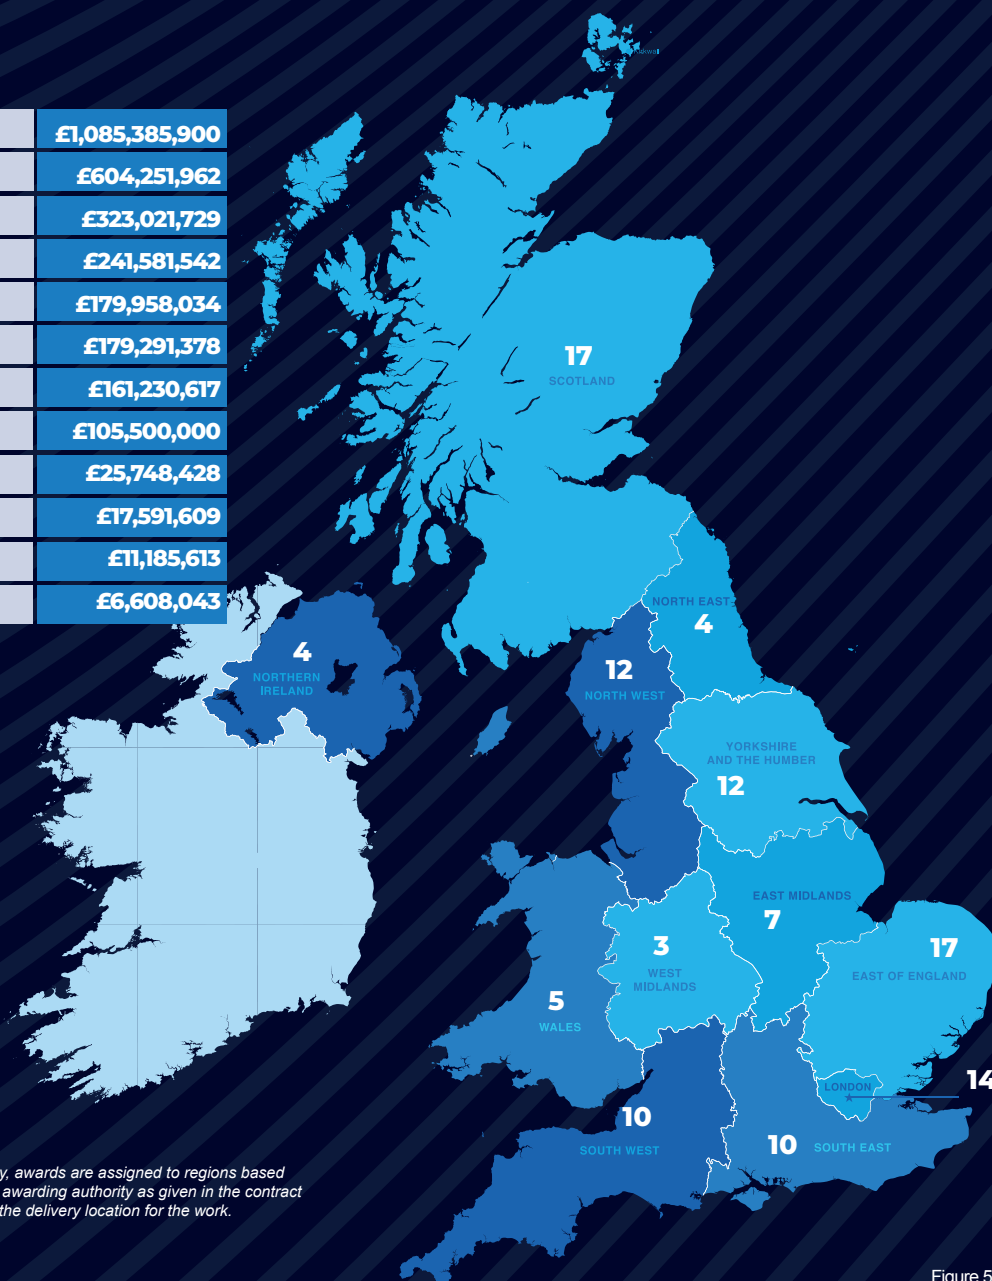 £1,085,385,900
£604,251,962
£323,021,729
£241,581,542
£179,958,034
£179,291,378
£161,230,617
£105,500,000
£25,748,428
£17,591,609
£11,185,613
£6,608,043
17
SCOTLAND
NORTH EAST
4
4
NORTHERN
IRELAND
12
NORTH WEST
YORKSHIRE
AND THE HUMBER
12
EAST MIDLANDS
7
17
EAST OF ENGLAND
3
WEST
MIDLANDS
5
WALES
14
LONDON
10
SOUTH WEST
10 SOUTH EAST
y, awards are assigned to regions based
awarding authority as given in the contract
the delivery location for the work.
Figure 5